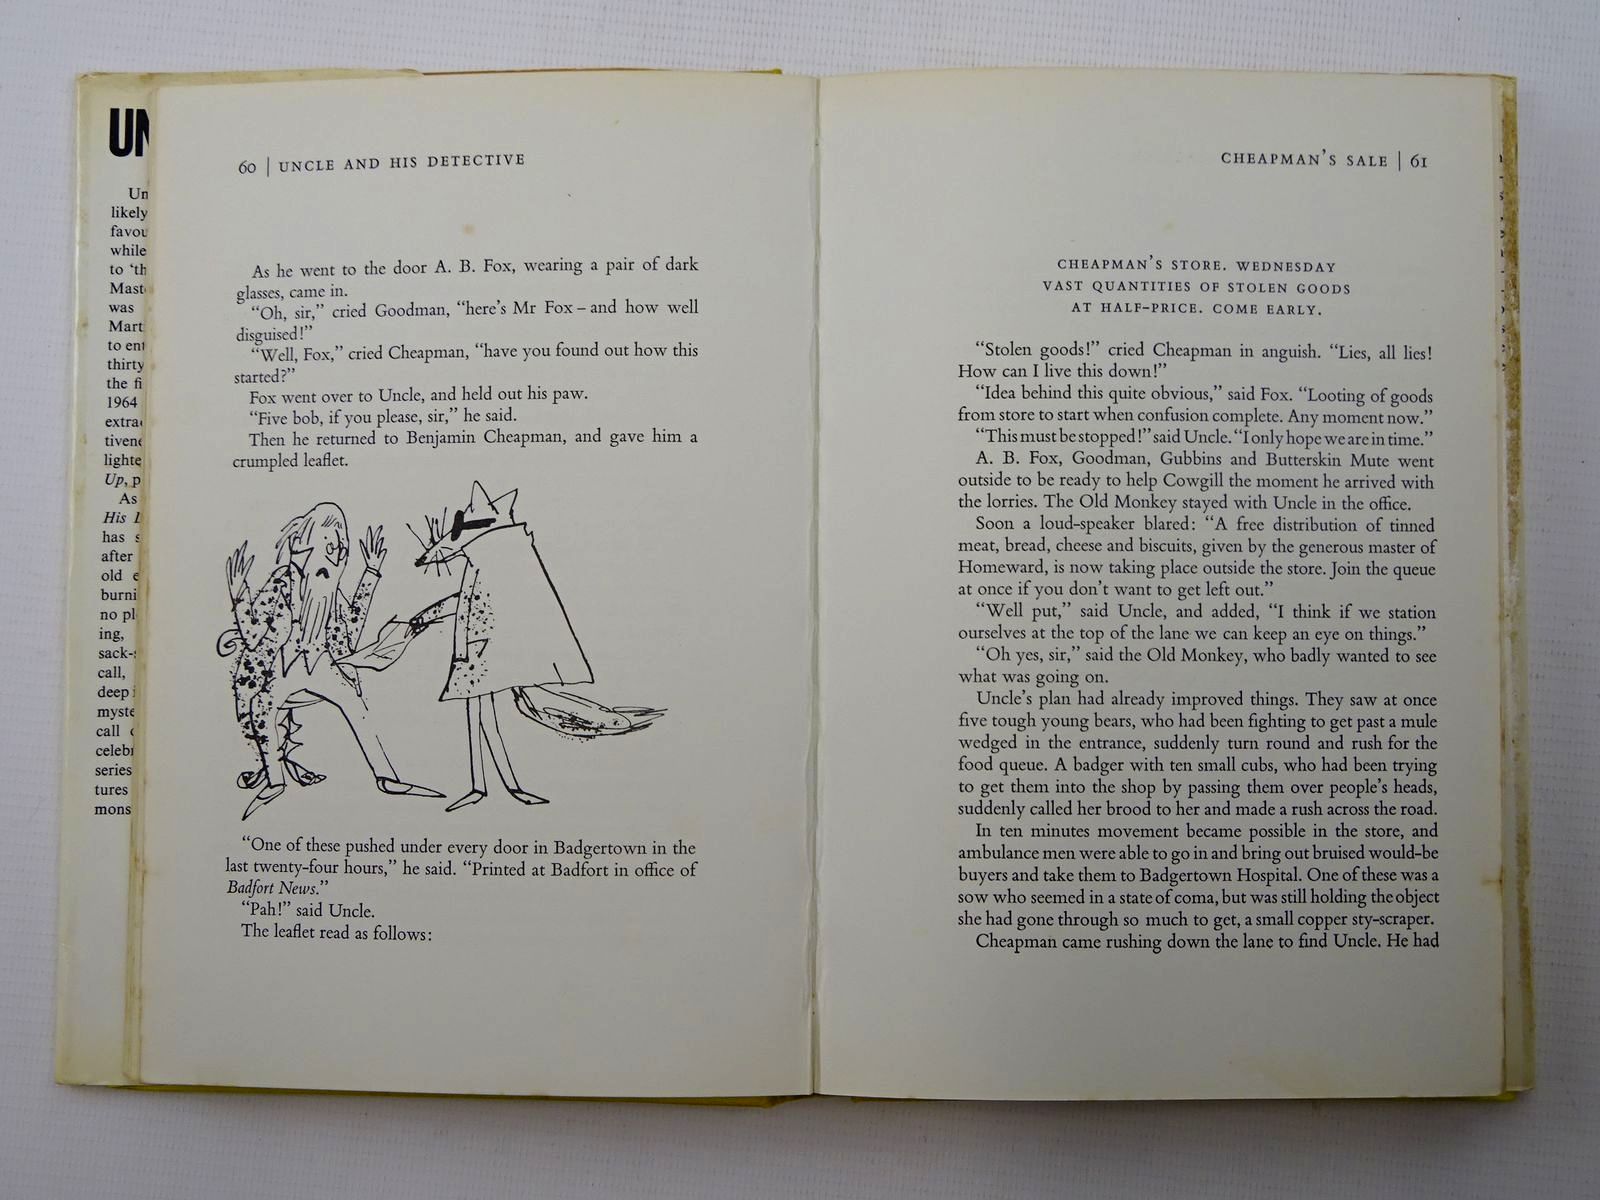 UN
Un
likely
favou
while
to 'th
Mast
was
Mart
to ent
thirty
the fi
1964
extra
tivene
lighte
Up, p
As
His D
has s
after
old e
burni
no pl
ing,
sack-s
call,
deep i
myste
call c
celebr
series
tures
mons
60 | UNCLE AND HIS DETECTIVE
As he went to the door A. B. Fox, wearing a pair of dark
glasses, came in.
"Oh, sir," cried Goodman, "here's Mr Fox – and how well
disguised!"
"Well, Fox," cried Cheapman, "have you found out how this
started?"
Fox went over to Uncle, and held out his paw.
"Five bob, if you please, sir," he said.
Then he returned to Benjamin Cheapman, and gave him a
crumpled leaflet.
"One of these pushed under every door in Badgertown in the
last twenty-four hours," he said. "Printed at Badfort in office of
Badfort News."
"Pah!" said Uncle.
The leaflet read as follows:
CHEAPMAN'S SALE | 61
CHEAPMAN'S STORE. WEDNESDAY
VAST QUANTITIES OF STOLEN GOODS
AT HALF-PRICE. COME EARLY.
"Stolen goods!" cried Cheapman in anguish. "Lies, all lies!
How can I live this down!"
"Idea behind this quite obvious," said Fox. "Looting of goods
from store to start when confusion complete. Any moment now."
"This must be stopped!" said Uncle. "I only hope we are in time."
A. B. Fox, Goodman, Gubbins and Butterskin Mute went
outside to be ready to help Cowgill the moment he arrived with
the lorries. The Old Monkey stayed with Uncle in the office.
Soon a loud-speaker blared: "A free distribution of tinned
meat, bread, cheese and biscuits, given by the generous master of
Homeward, is now taking place outside the store. Join the queue
at once if you don't want to get left out."
"Well put," said Uncle, and added, "I think if we station
ourselves at the top of the lane we can keep an eye on things."
"Oh yes, sir," said the Old Monkey, who badly wanted to see
what was going on.
Uncle's plan had already improved things. They saw at once
five tough young bears, who had been fighting to get past a mule
wedged in the entrance, suddenly turn round and rush for the
food queue. A badger with ten small cubs, who had been trying
to get them into the shop by passing them over people's heads,
suddenly called her brood to her and made a rush across the road.
In ten minutes movement became possible in the store, and
ambulance men were able to go in and bring out bruised would-be
buyers and take them to Badgertown Hospital. One of these was a
sow who seemed in a state of coma, but was still holding the object
she had gone through so much to get, a small copper sty-scraper.
Cheapman came rushing down the lane to find Uncle. He had